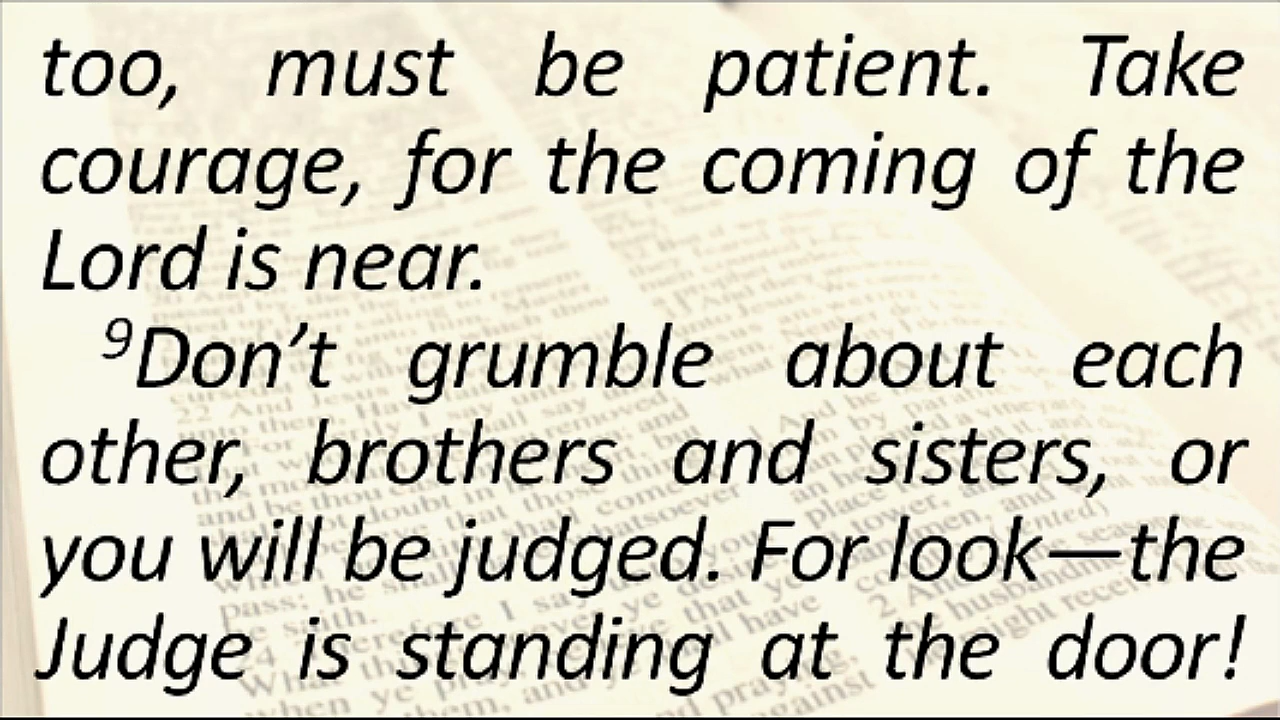 too, must be patient. Take
courage, for the coming of the
Lord is near.
⁹Don’t grumble about each
other, brothers and sisters, or
you will be judged. For look—the
Judge is standing at the door!